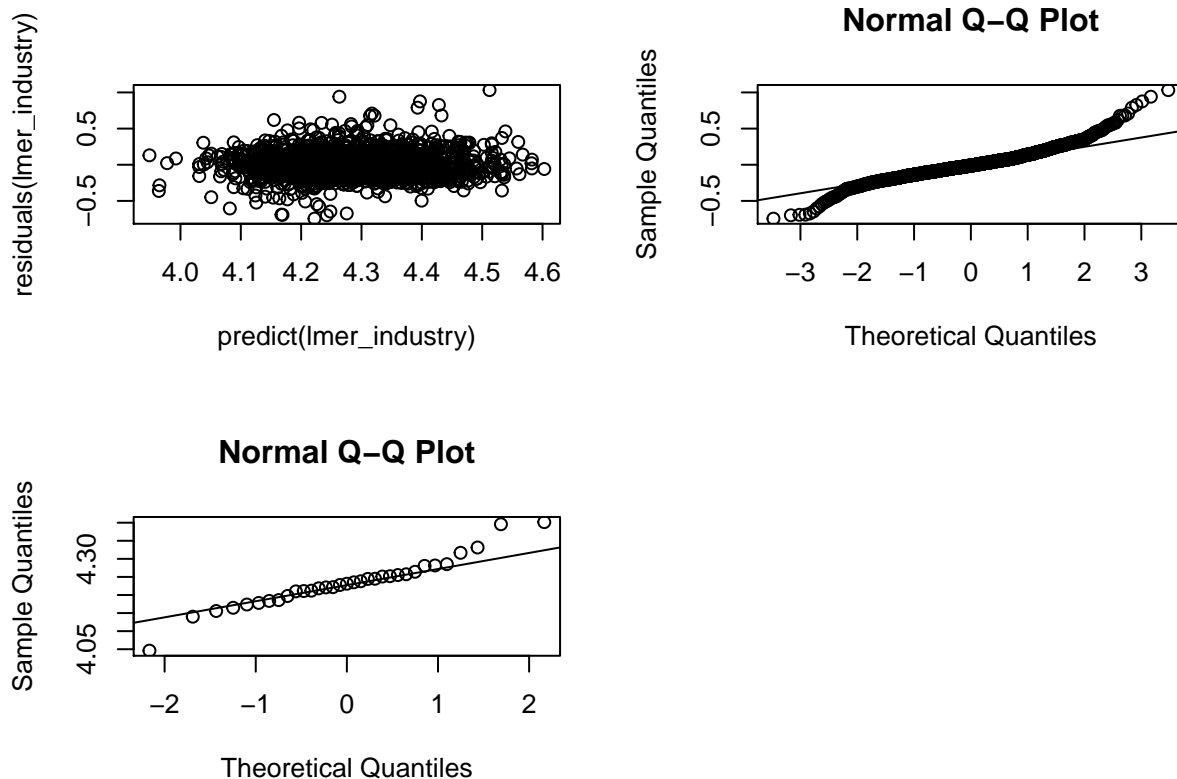 residuals(lmer_industry)
0.5
−0.5
4.0 4.1 4.2 4.3 4.4 4.5 4.6
predict(lmer_industry)
Normal Q−Q Plot
Sample Quantiles
0.5
−0.5
−3 −2 −1 0 1 2 3
Theoretical Quantiles
Normal Q−Q Plot
Sample Quantiles
4.30
4.05
−2 −1 0 1 2
Theoretical Quantiles